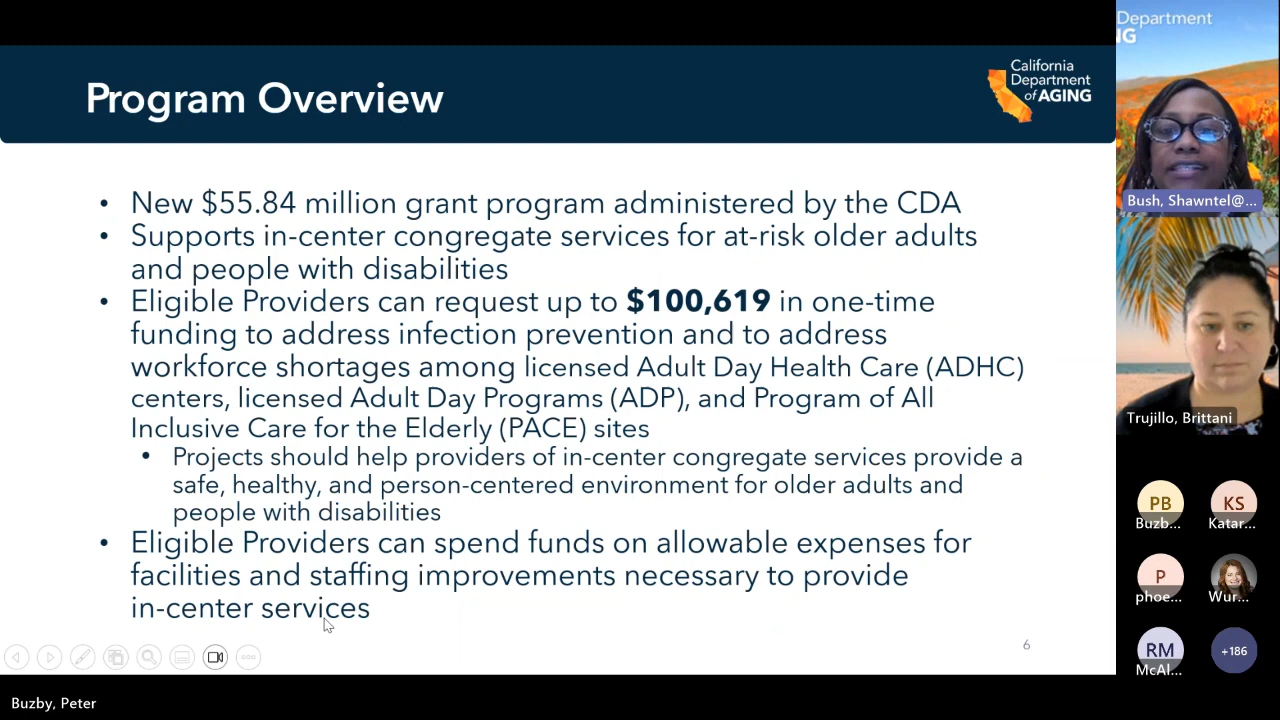 Program Overview
California
Department
of AGING
• New $55.84 million grant program administered by the CDA
• Supports in-center congregate services for at-risk older adults
and people with disabilities
• Eligible Providers can request up to $100,619 in one-time
funding to address infection prevention and to address
workforce shortages among licensed Adult Day Health Care (ADHC)
centers, licensed Adult Day Programs (ADP), and Program of All
Inclusive Care for the Elderly (PACE) sites
• Projects should help providers of in-center congregate services provide a
safe, healthy, and person-centered environment for older adults and
people with disabilities
• Eligible Providers can spend funds on allowable expenses for
facilities and staffing improvements necessary to provide
in-center services
6
Department
NG
Bush, Shawntel@...
Trujillo, Brittani
PB
Buzb...
KS
Katar...
P
phoe...
Wur...
RM
McAl...
+186
Buzby, Peter